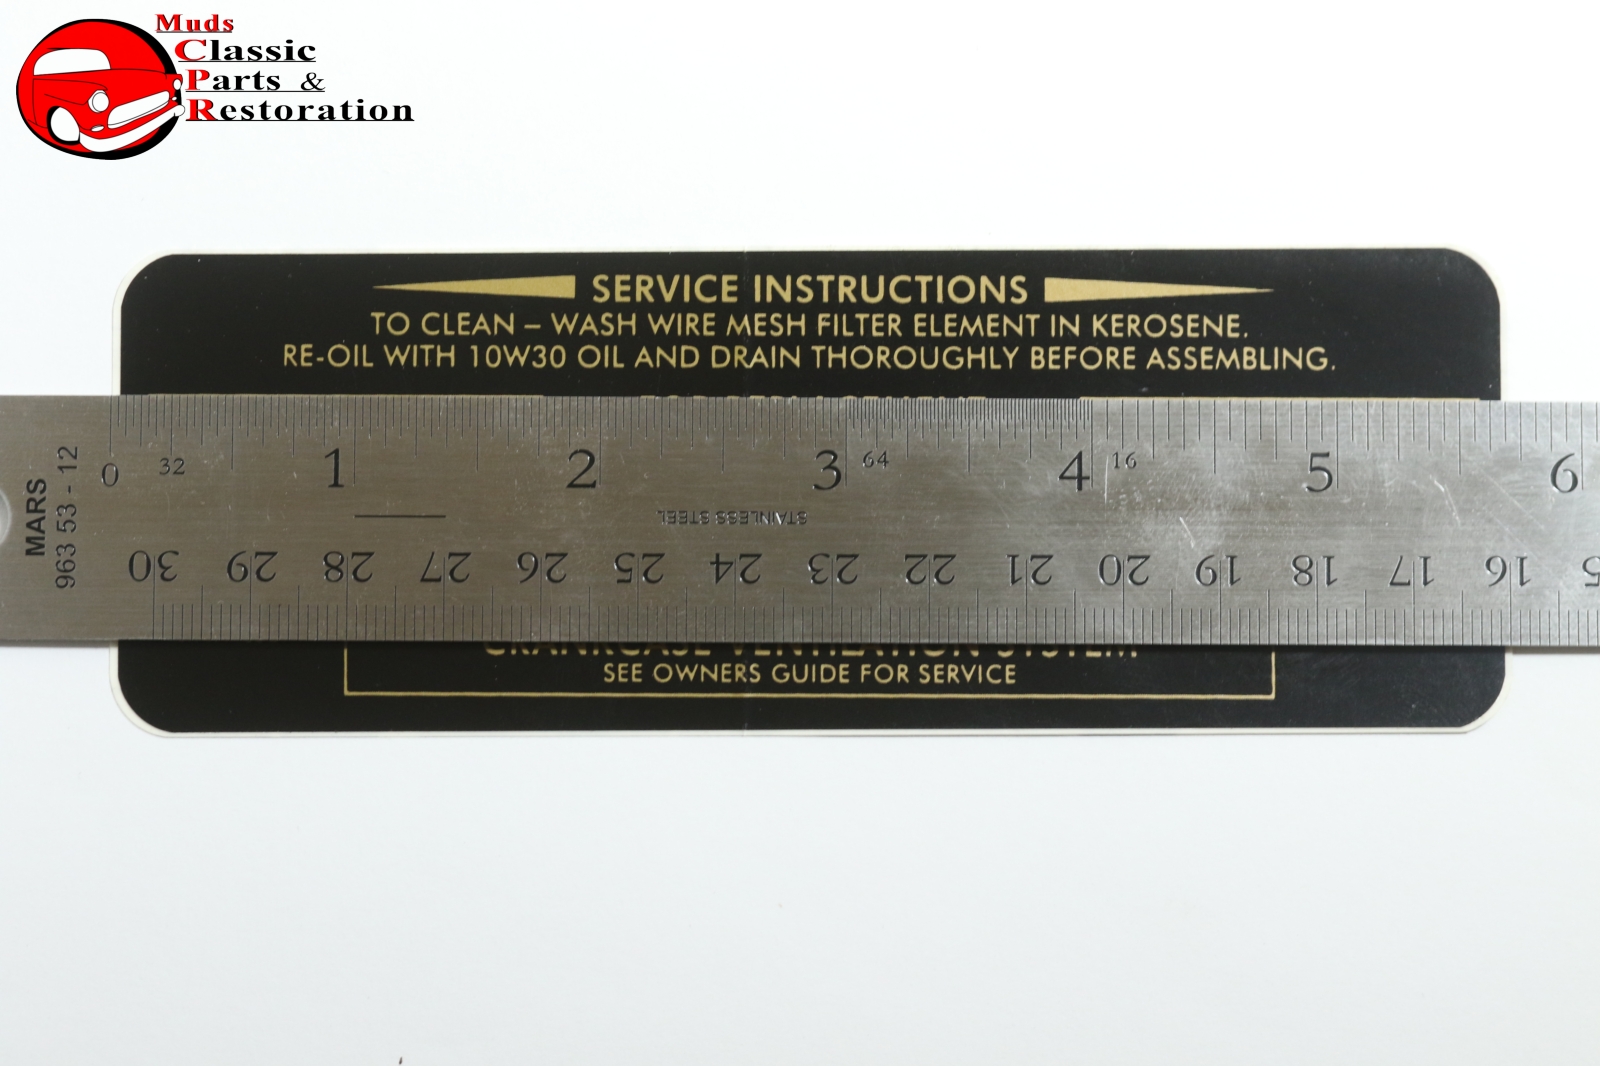 Muds
Classic
Parts &
Restoration
SERVICE INSTRUCTIONS
TO CLEAN – WASH WIRE MESH FILTER ELEMENT IN KEROSENE.
RE-OIL WITH 10W30 OIL AND DRAIN THOROUGHLY BEFORE ASSEMBLING.
MARS
963 53 - 12
0 32 1 2 3 64 4 16 5 6
STAINLESS STEEL
30 29 28 27 26 25 24 23 22 21 20 19 18 17 16
CRANKCASE VENTILATION SYSTEM
SEE OWNERS GUIDE FOR SERVICE